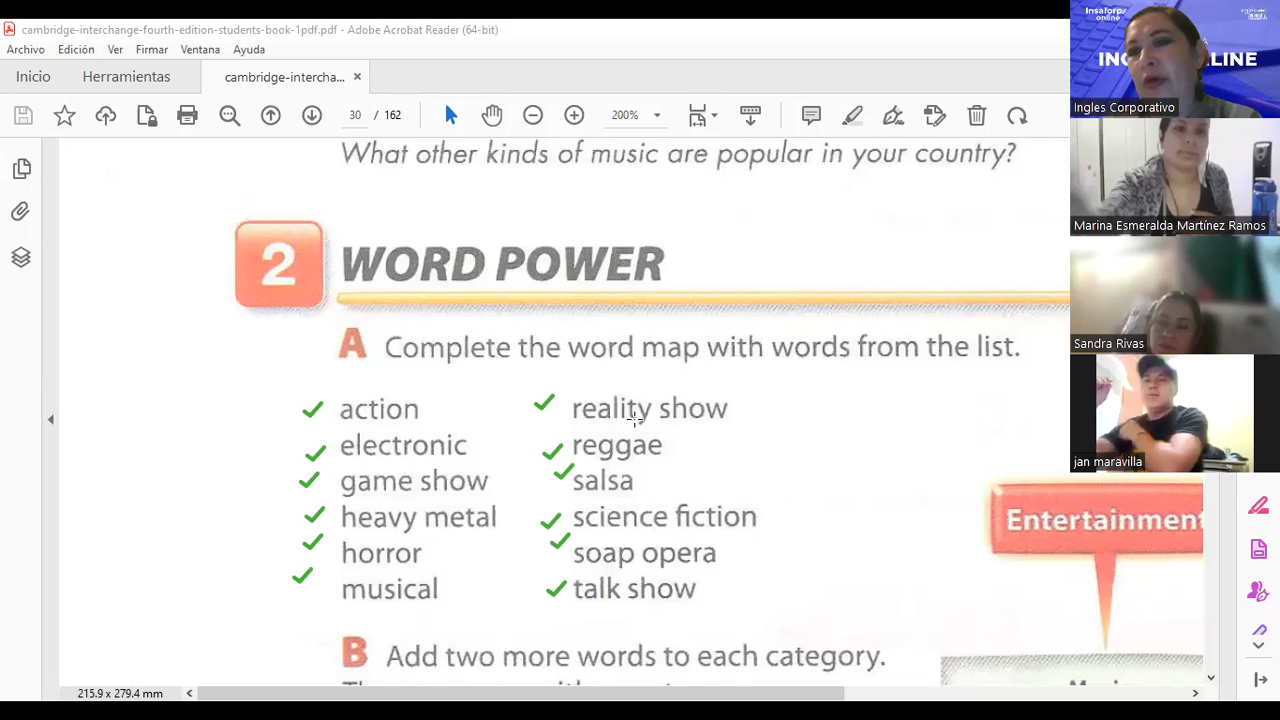 cambridge-interchange-fourth-edition-students-book-1pdf.pdf - Adobe Acrobat Reader (64-bit)
Archivo Edición Ver Firmar Ventana Ayuda
Inicio Herramientas cambridge-intercha... ×
30 / 162 200%
What other kinds of music are popular in your country?
2 WORD POWER
A Complete the word map with words from the list.
action reality show
electronic reggae
game show salsa
heavy metal science fiction
horror soap opera
musical talk show
Entertainment
B Add two more words to each category.
215.9 x 279.4 mm
Insaforp
online
Ingles Corporativo
Marina Esmeralda Martínez Ramos
Sandra Rivas
jan maravilla